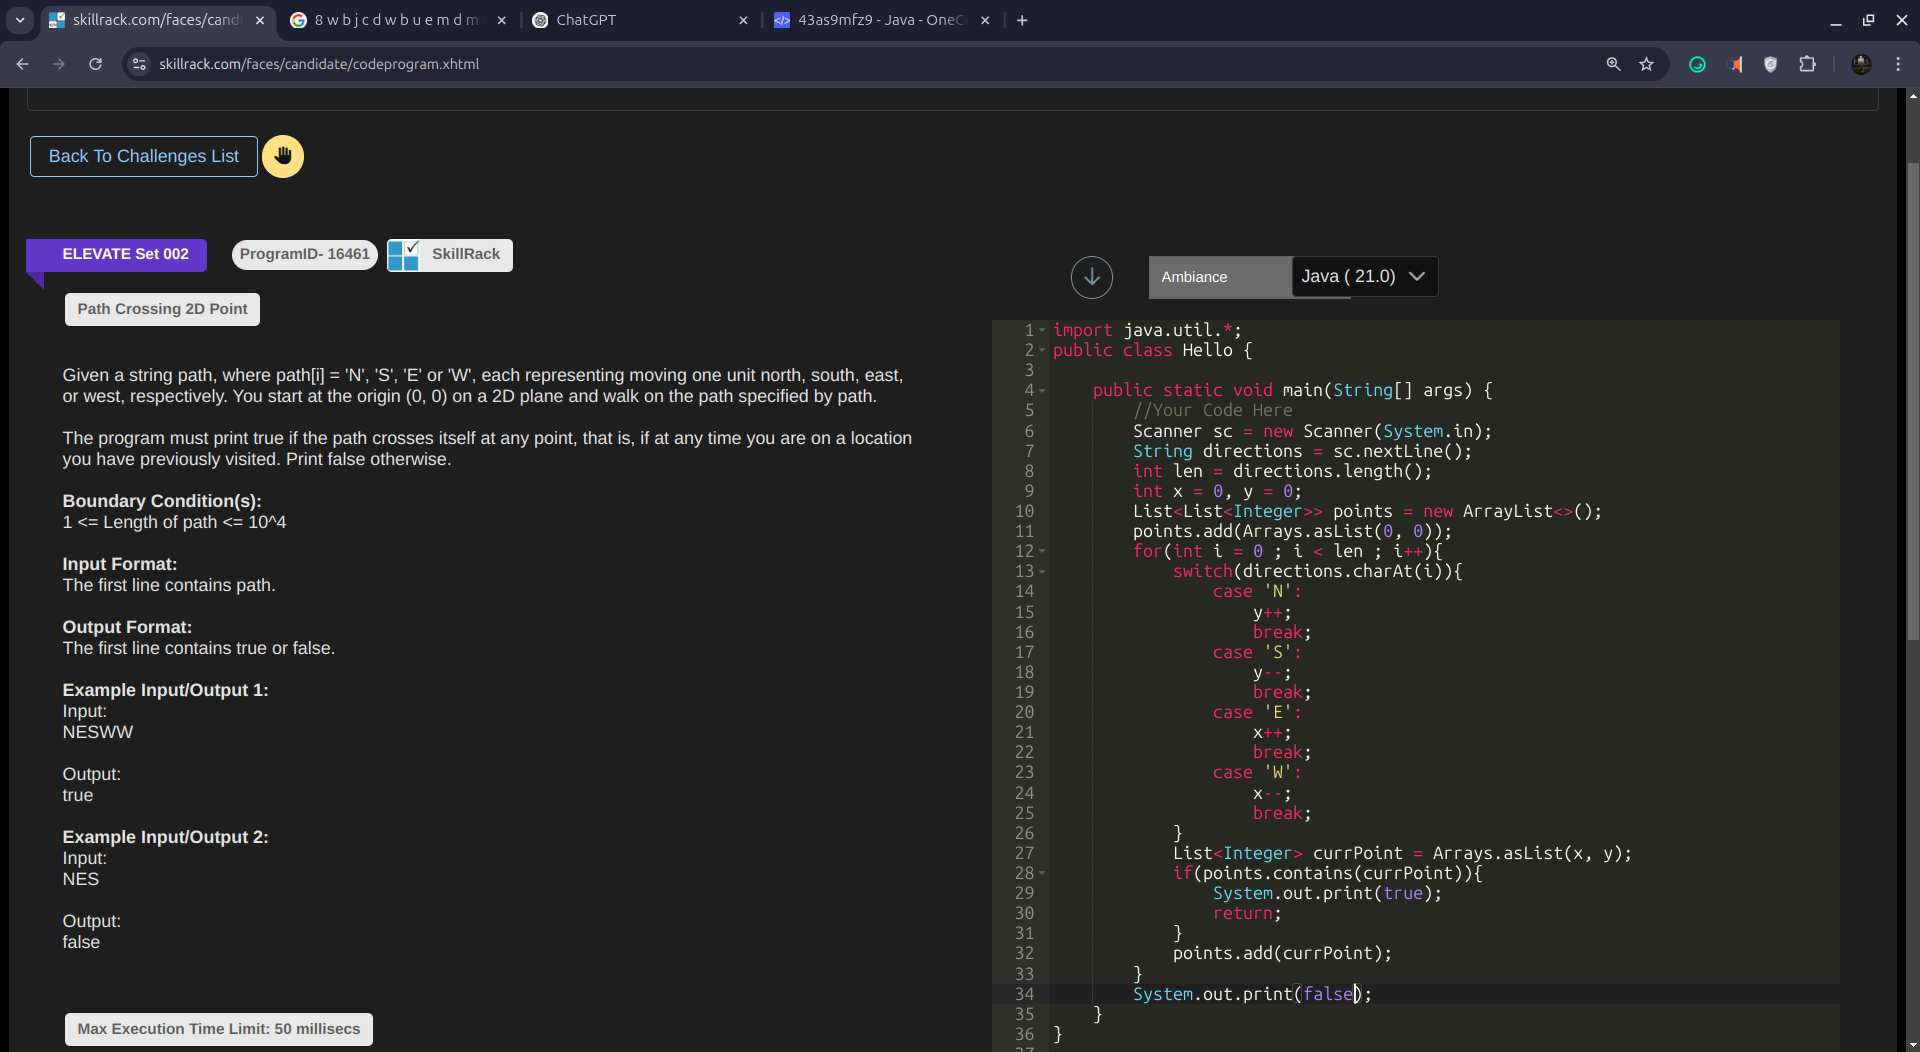 skillrack.com/faces/cand
8 w b j c d w b u e m d m
ChatGPT
43as9mfz9 - Java - OneC
skillrack.com/faces/candidate/codeprogram.xhtml
Back To Challenges List
ELEVATE Set 002
ProgramID- 16461
SkillRack
Path Crossing 2D Point
Given a string path, where path[i] = 'N', 'S', 'E' or 'W', each representing moving one unit north, south, east,
or west, respectively. You start at the origin (0, 0) on a 2D plane and walk on the path specified by path.
The program must print true if the path crosses itself at any point, that is, if at any time you are on a location
you have previously visited. Print false otherwise.
Boundary Condition(s):
1 <= Length of path <= 10^4
Input Format:
The first line contains path.
Output Format:
The first line contains true or false.
Example Input/Output 1:
Input:
NESWW
Output:
true
Example Input/Output 2:
Input:
NES
Output:
false
Max Execution Time Limit: 50 millisecs
Ambiance
Java ( 21.0)
1 import java.util.*;
2 public class Hello {
3
4     public static void main(String[] args) {
5         //Your Code Here
6         Scanner sc = new Scanner(System.in);
7         String directions = sc.nextLine();
8         int len = directions.length();
9         int x = 0, y = 0;
10         List<List<Integer>> points = new ArrayList<>();
11         points.add(Arrays.asList(0, 0));
12         for(int i = 0 ; i < len ; i++){
13             switch(directions.charAt(i)){
14                 case 'N':
15                     y++;
16                     break;
17                 case 'S':
18                     y--;
19                     break;
20                 case 'E':
21                     x++;
22                     break;
23                 case 'W':
24                     x--;
25                     break;
26             }
27             List<Integer> currPoint = Arrays.asList(x, y);
28             if(points.contains(currPoint)){
29                 System.out.print(true);
30                 return;
31             }
32             points.add(currPoint);
33         }
34         System.out.print(false);
35     }
36 }
37